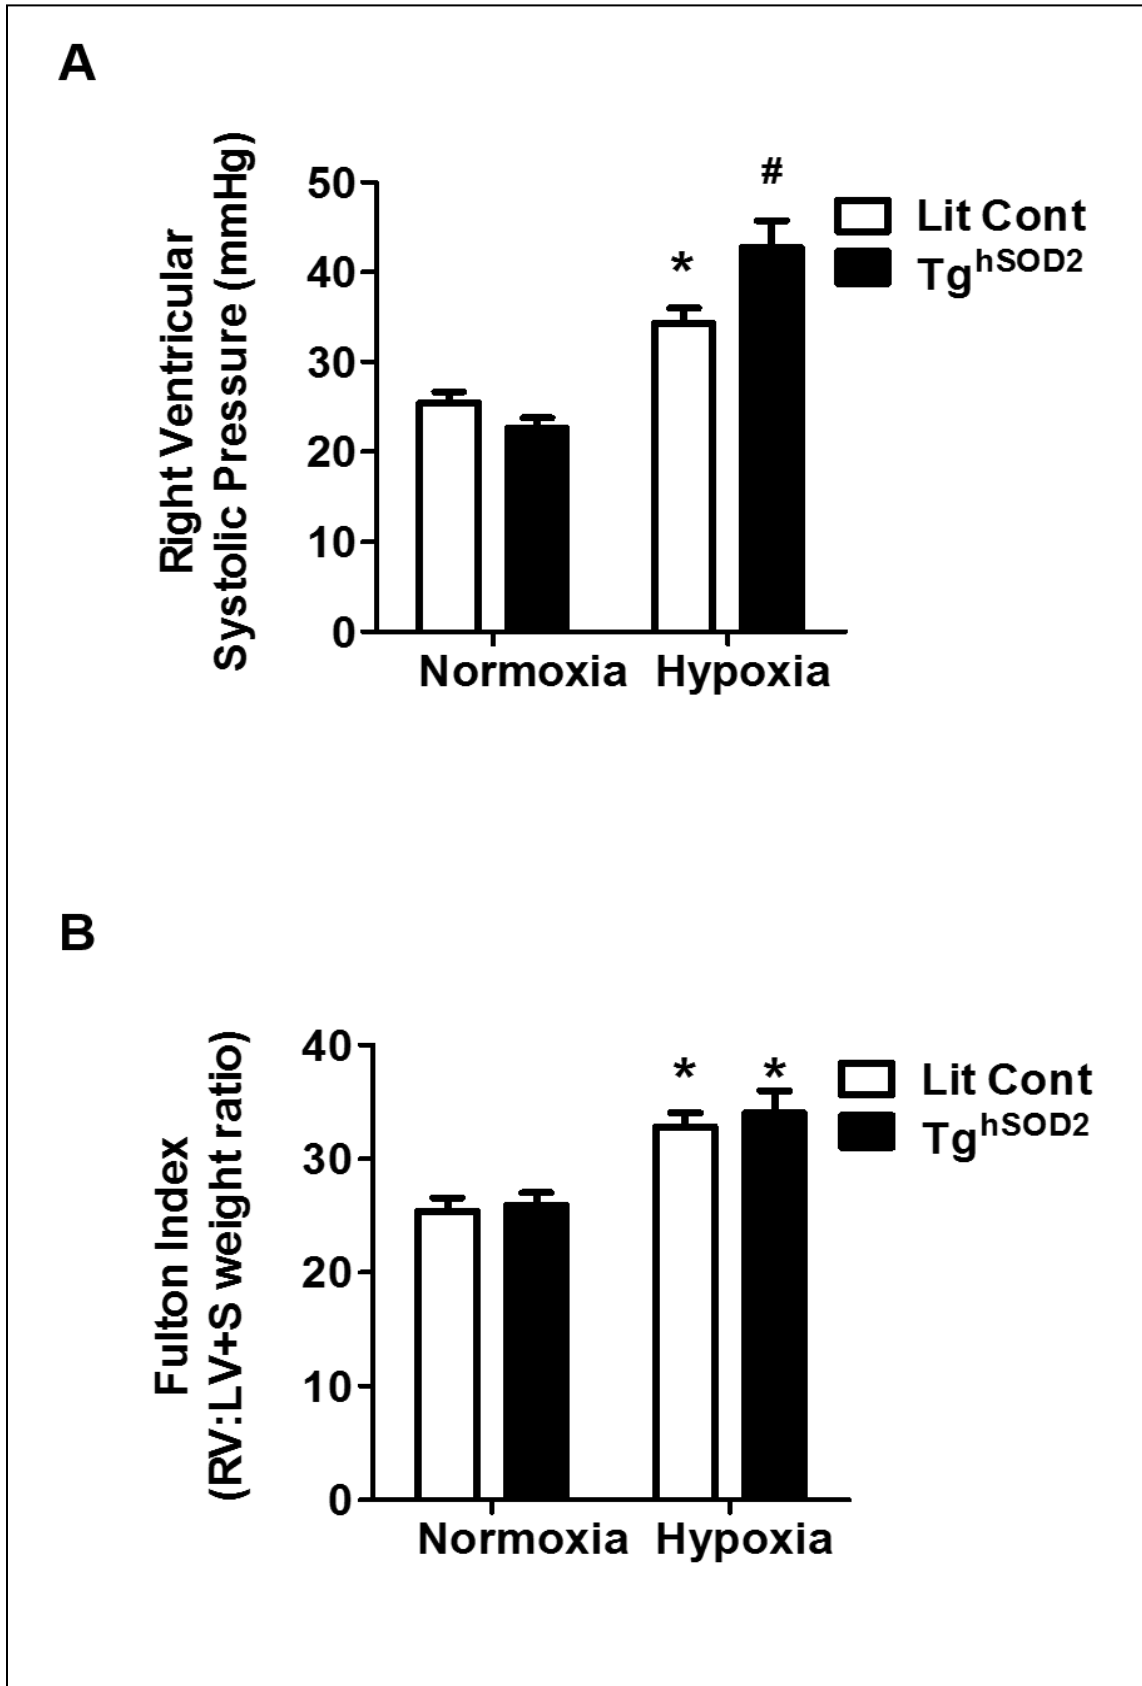 A
Right Ventricular
Systolic Pressure (mmHg)
50
40
30
20
10
0
*
#
Lit Cont
Tg^hSOD2
Normoxia Hypoxia
B
Fulton Index
(RV:LV+S weight ratio)
40
30
20
10
0
* *
Lit Cont
Tg^hSOD2
Normoxia Hypoxia